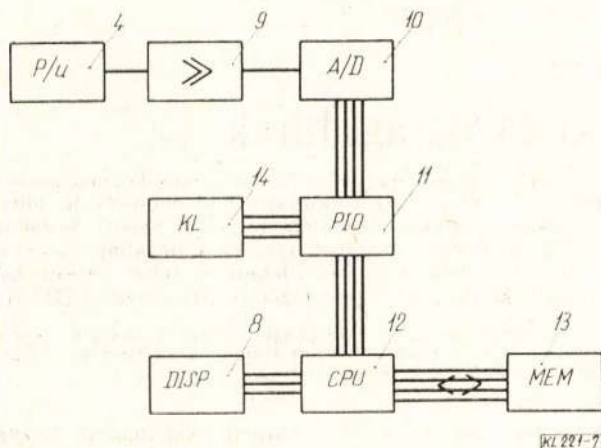 4 9 10
P/u A/D
14 11
KL PIO
8 12 13
DISP CPU MEM
KL 221-7